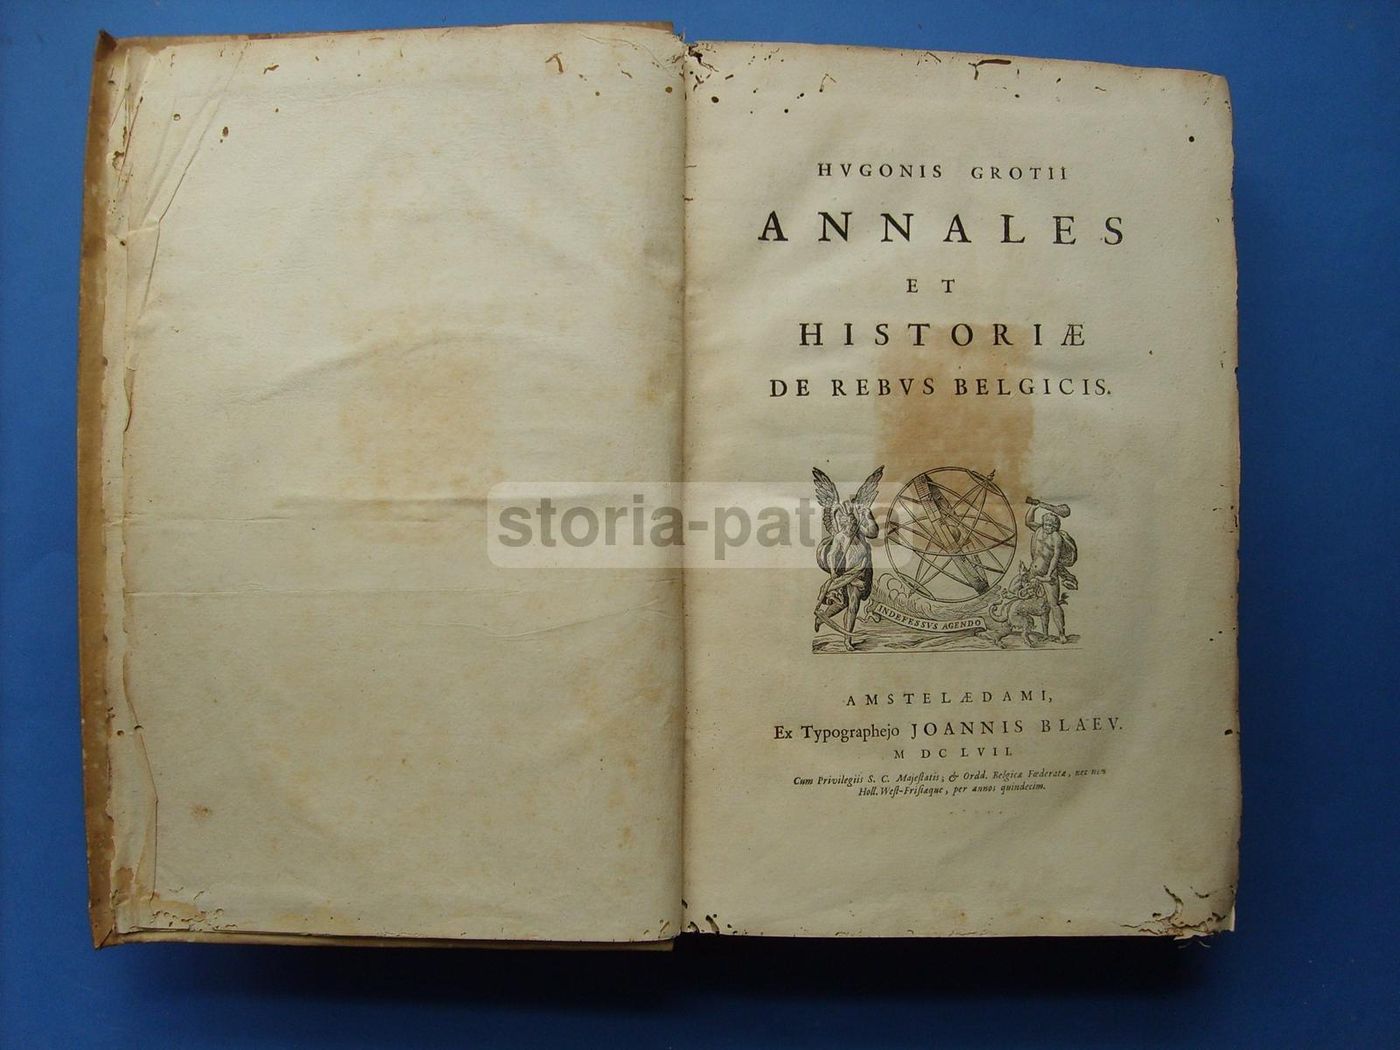 HVGONIS GROTII
ANNALES
ET
HISTORIÆ
DE REBVS BELGICIS.
storia-patria
INDEFESSVS AGENDO
AMSTELÆDAMI,
Ex Typographejo JOANNIS BLAEV.
M DC LVII.
Cum Privilegiis S. C. Majeſtatis; & Ordd. Belgicæ Fœderatæ, nec non
Holl. Weſt-Friſiæque, per annos quindecim.